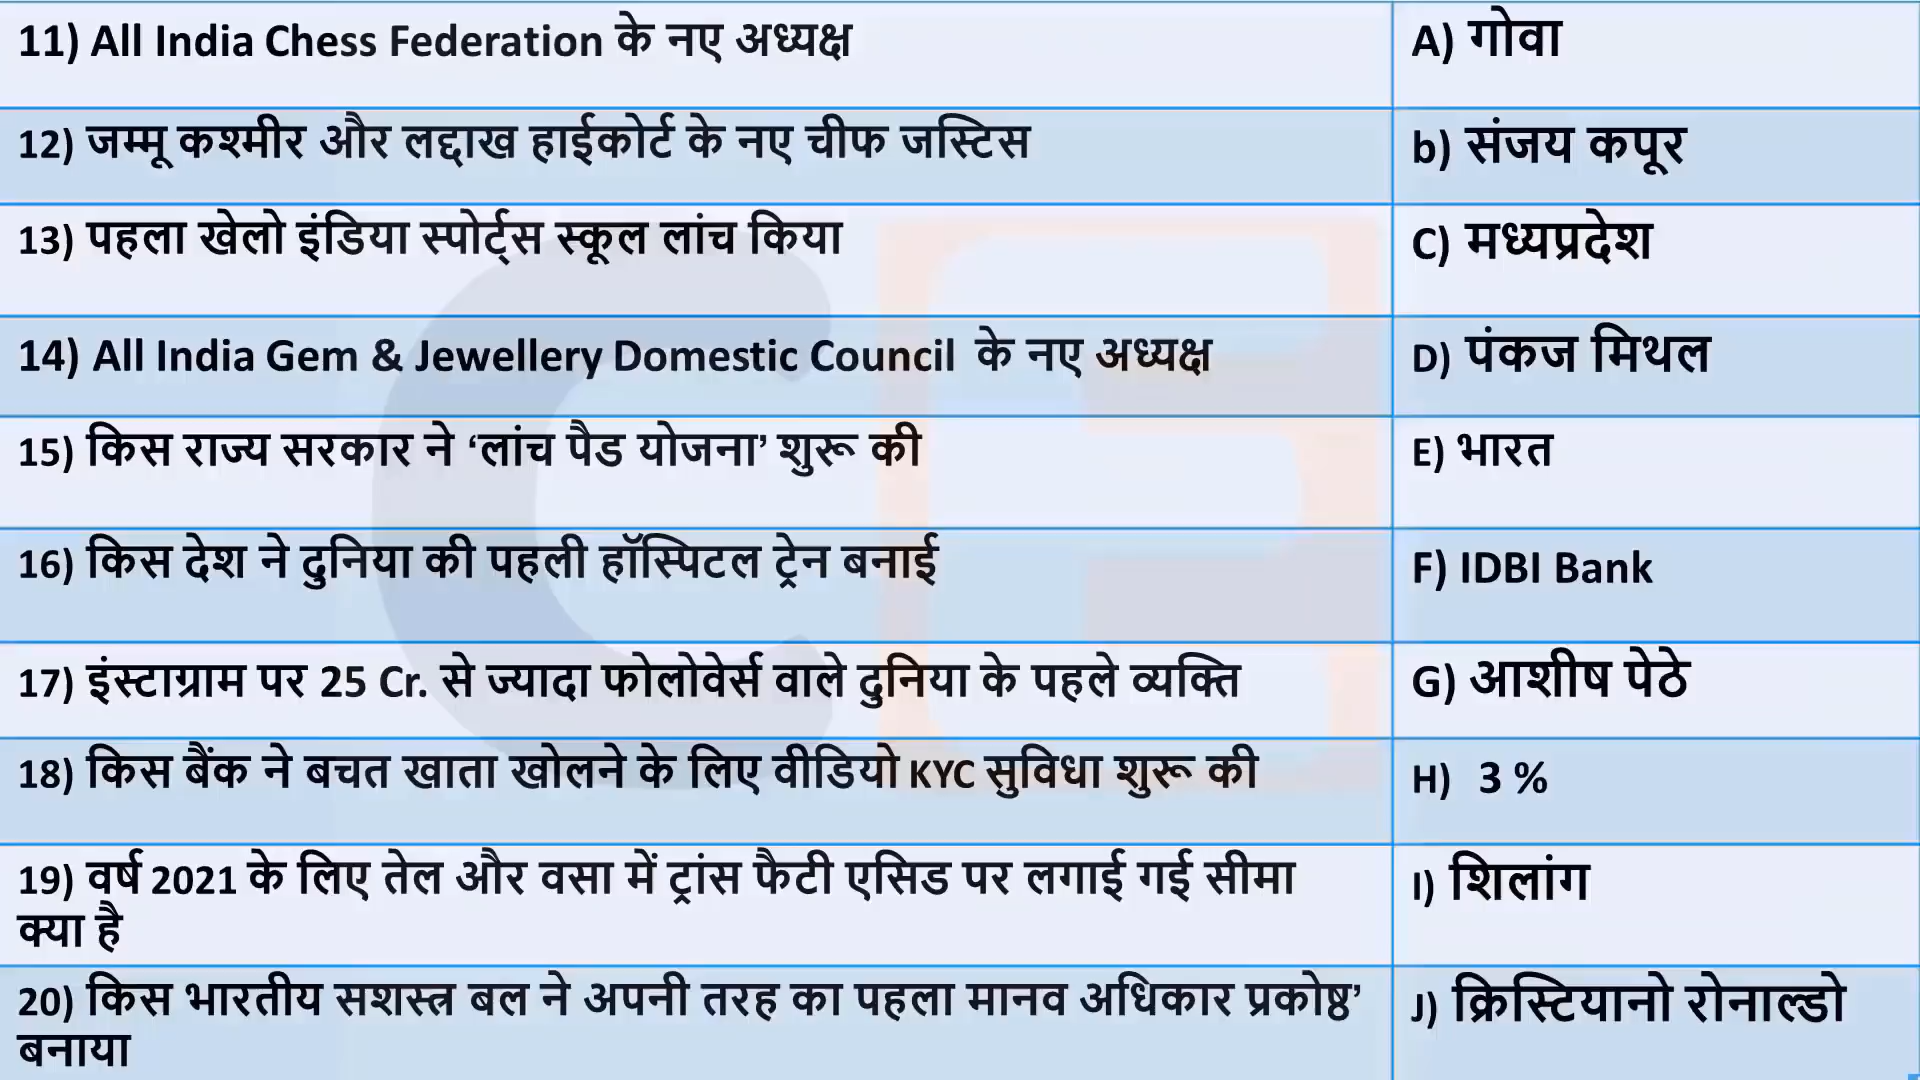 11) All India Chess Federation के नए अध्यक्ष
A) गोवा
12) जम्मू कश्मीर और लद्दाख हाईकोर्ट के नए चीफ जस्टिस
b) संजय कपूर
13) पहला खेलो इंडिया स्पोर्ट्स स्कूल लांच किया
C) मध्यप्रदेश
14) All India Gem & Jewellery Domestic Council के नए अध्यक्ष
D) पंकज मिथल
15) किस राज्य सरकार ने ‘लांच पैड योजना’ शुरू की
E) भारत
16) किस देश ने दुनिया की पहली हॉस्पिटल ट्रेन बनाई
F) IDBI Bank
17) इंस्टाग्राम पर 25 Cr. से ज्यादा फोलोवेर्स वाले दुनिया के पहले व्यक्ति
G) आशीष पेठे
18) किस बैंक ने बचत खाता खोलने के लिए वीडियो KYC सुविधा शुरू की
H) 3 %
19) वर्ष 2021 के लिए तेल और वसा में ट्रांस फैटी एसिड पर लगाई गई सीमा
क्या है
I) शिलांग
20) किस भारतीय सशस्त्र बल ने अपनी तरह का पहला मानव अधिकार प्रकोष्ठ’
बनाया
J) क्रिस्टियानो रोनाल्डो